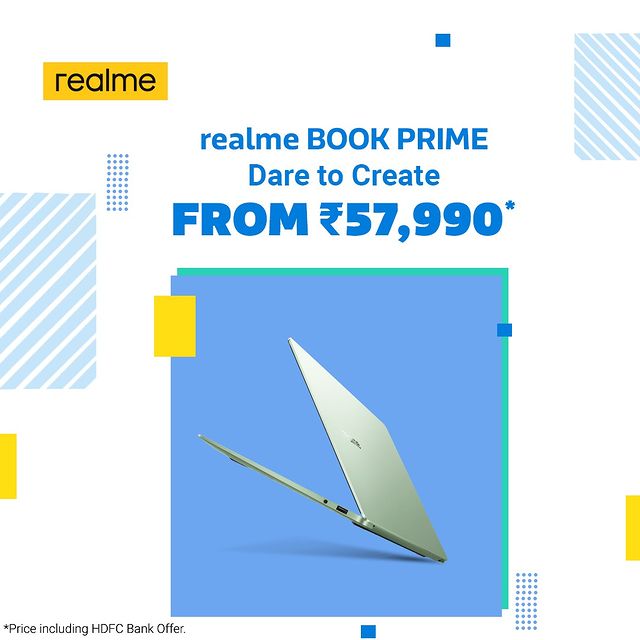 realme
realme BOOK PRIME
Dare to Create
FROM ₹57,990*
*Price including HDFC Bank Offer.